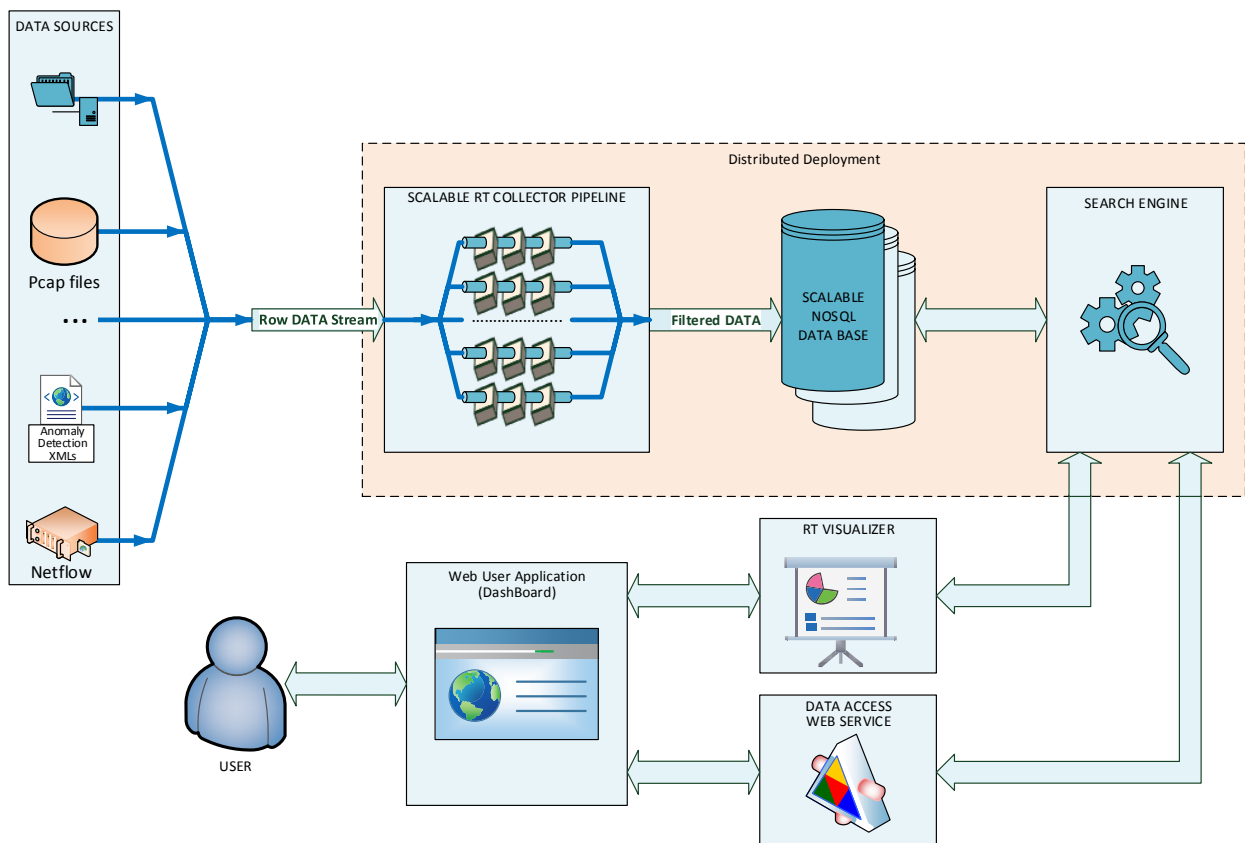 DATA SOURCES
Pcap files
...
Anomaly
Detection
XMLs
Netflow
Row DATA Stream
Distributed Deployment
SCALABLE RT COLLECTOR PIPELINE
Filtered DATA
SCALABLE
NOSQL
DATA BASE
SEARCH ENGINE
RT VISUALIZER
Web User Application
(DashBoard)
DATA ACCESS
WEB SERVICE
USER